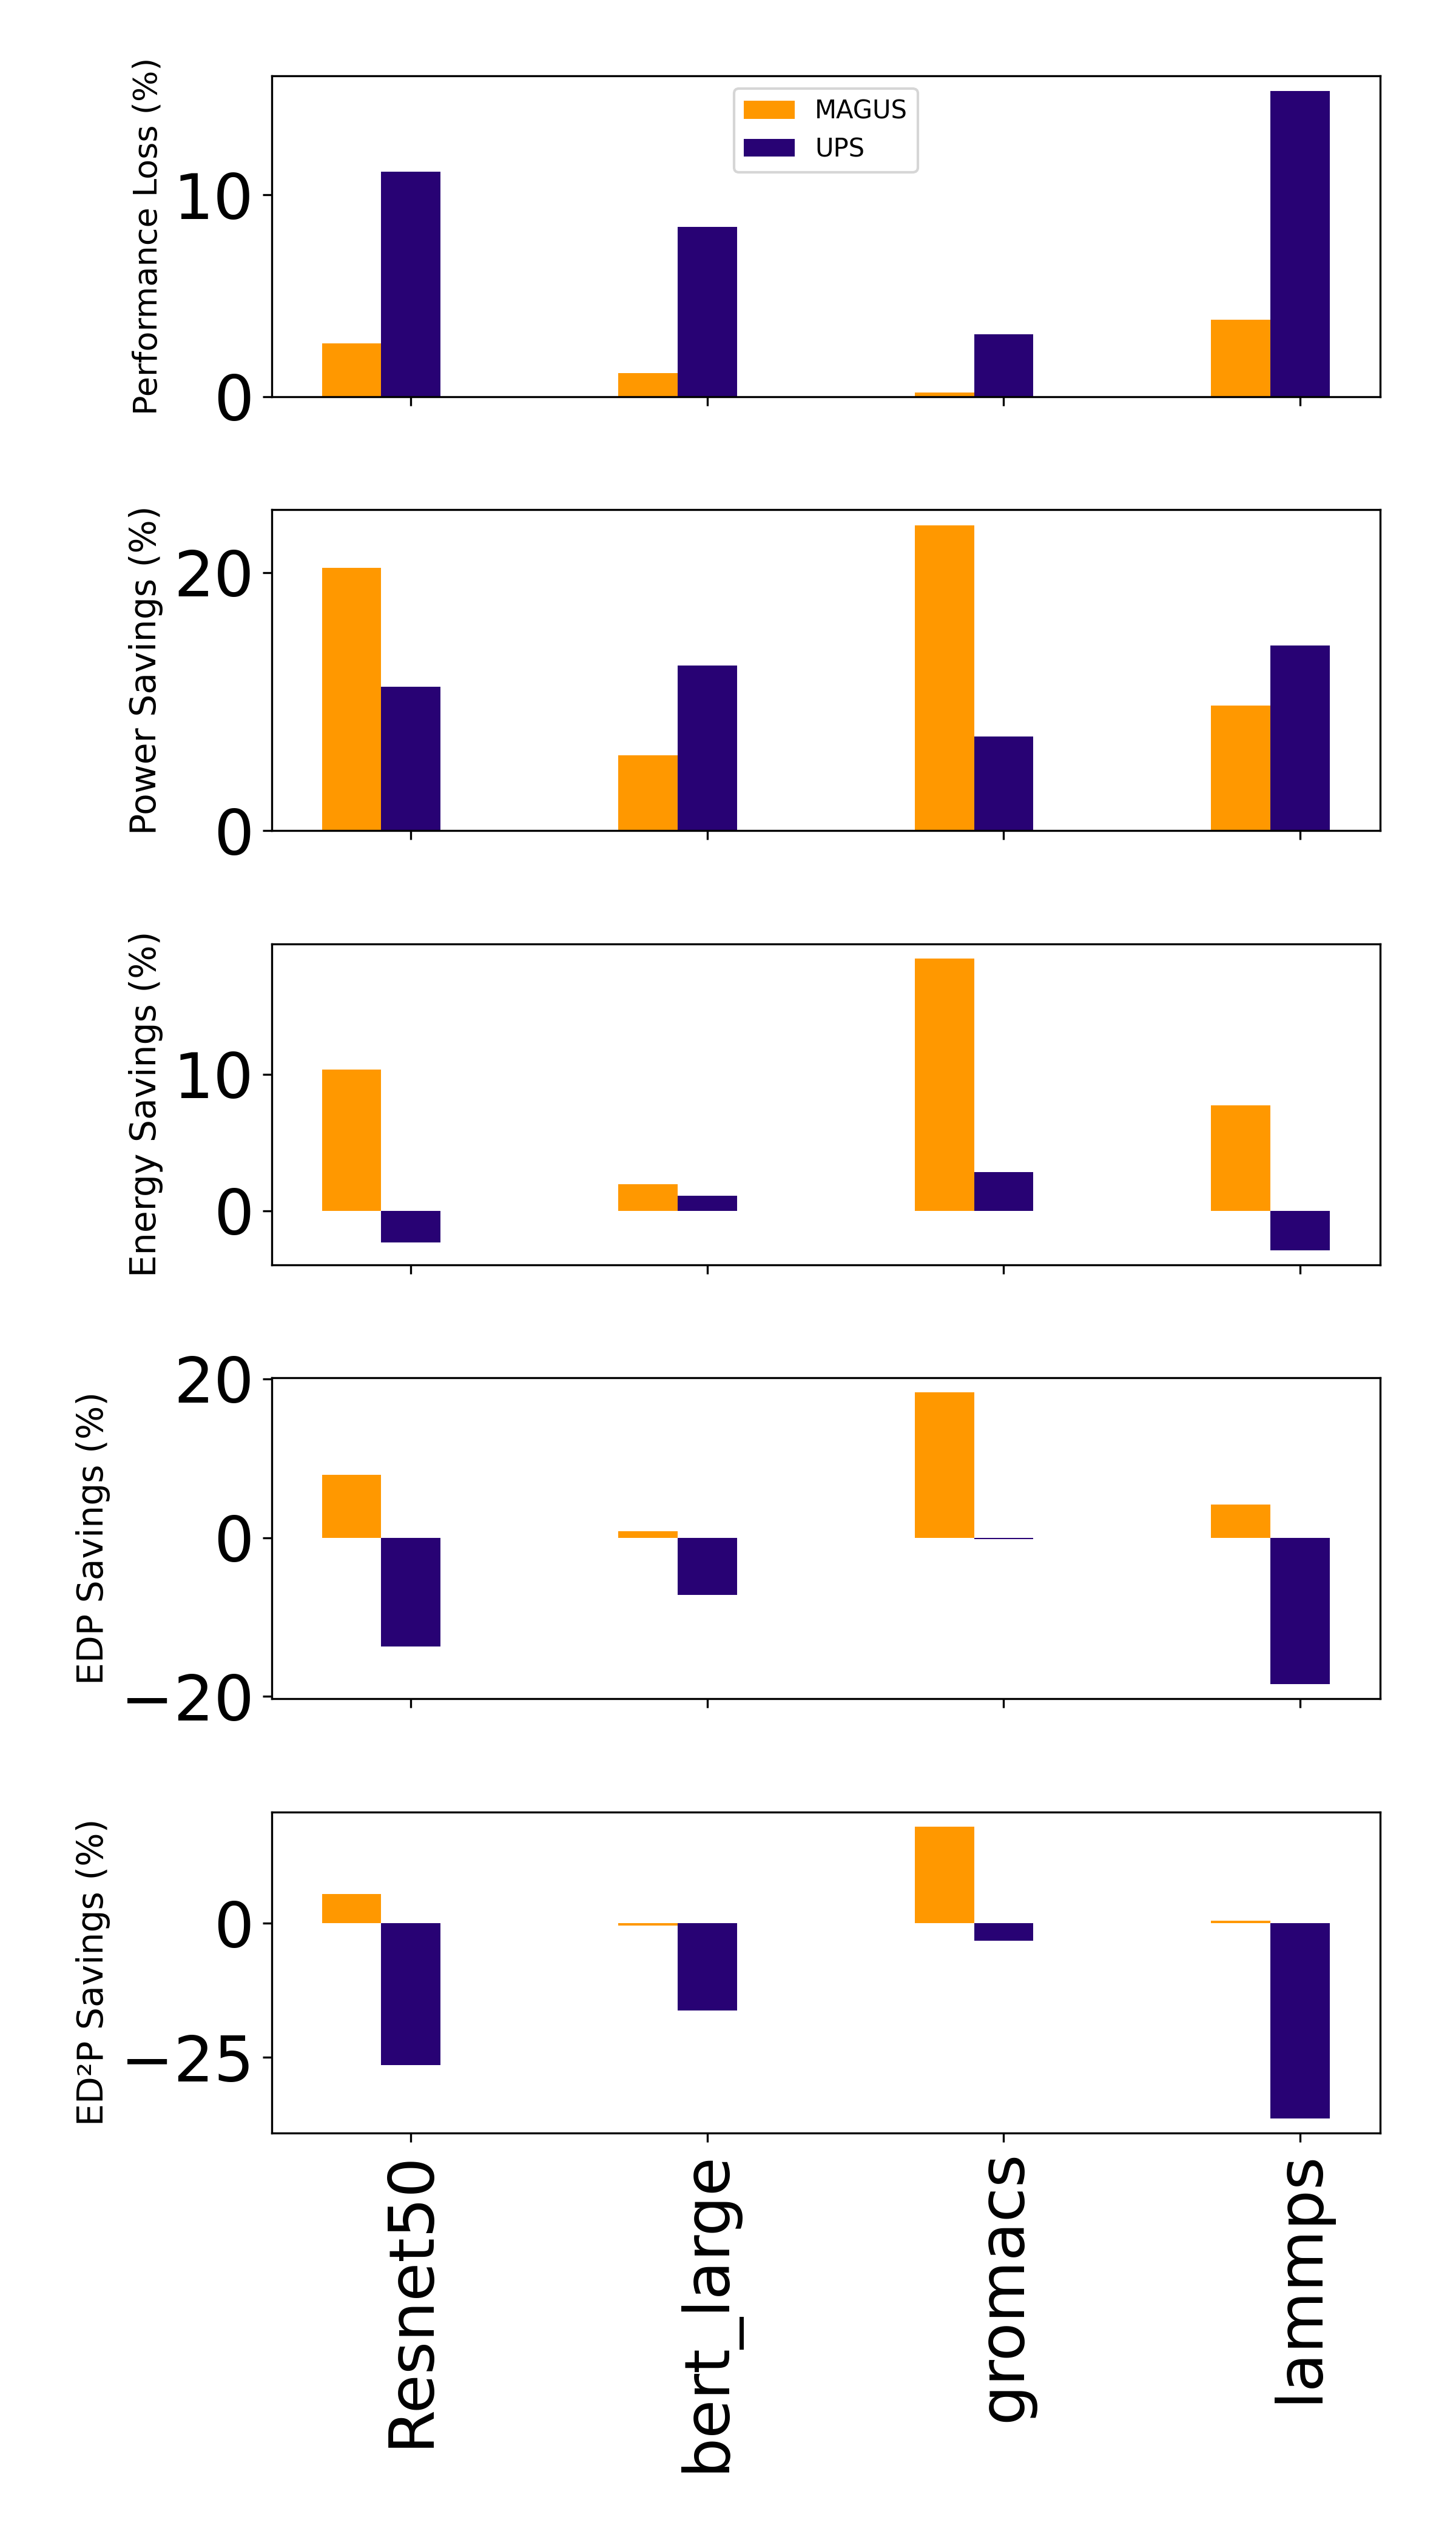 Performance Loss (%)
10
0
MAGUS
UPS
Power Savings (%)
20
0
Energy Savings (%)
10
0
EDP Savings (%)
20
0
−20
ED²P Savings (%)
0
−25
Resnet50
bert_large
gromacs
lammps